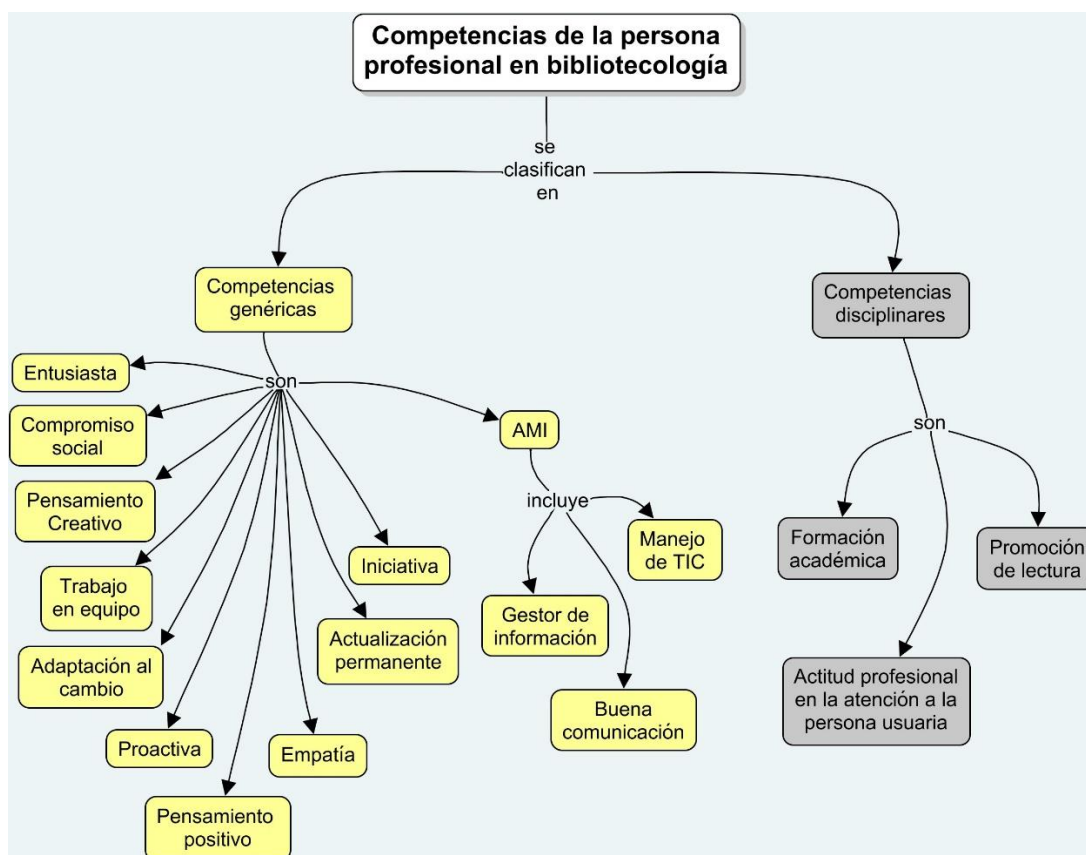 Competencias de la persona
profesional en bibliotecología
se
clasifican
en
Competencias
genéricas
Competencias
disciplinares
son
Entusiasta
Compromiso
social
Pensamiento
Creativo
Trabajo
en equipo
Adaptación al
cambio
Proactiva
Pensamiento
positivo
Empatía
Actualización
permanente
Iniciativa
AMI
incluye
Gestor de
información
Buena
comunicación
Manejo
de TIC
son
Formación
académica
Actitud profesional
en la atención a la
persona usuaria
Promoción
de lectura